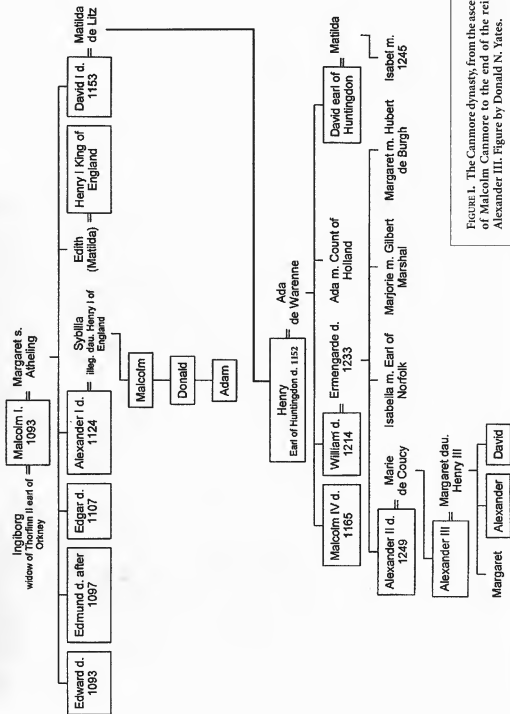 Ingiborg
widow of Thorfinn II earl of
Orkney
Malcolm I.
1093
Margaret s.
Atheling
Edward d.
1093
Edmund d. after
1097
Edgar d.
1107
Alexander I d.
1124
Sybilla
illeg. dau. Henry I of
England
Edith
(Matilda)
Henry I King of
England
David I d.
1153
Matilda
de Litz
Malcolm
Donald
Adam
Henry
Earl of Huntingdon d. 1152
Ada
de Warenne
Malcolm IV d.
1165
William d.
1214
Ermengarde d.
1233
Ada m. Count of
Holland
David earl of
Huntingdon
Matilda
Alexander II d.
1249
Marie
de Coucy
Isabella m. Earl of
Norfolk
Marjorie m. Gilbert
Marshal
Margaret m. Hubert
de Burgh
Isabel m.
1245
Alexander III
Margaret dau.
Henry III
Margaret
Alexander
David
FIGURE I. The Canmore dynasty, from the asce
of Malcolm Canmore to the end of the rei
Alexander III. Figure by Donald N. Yates.